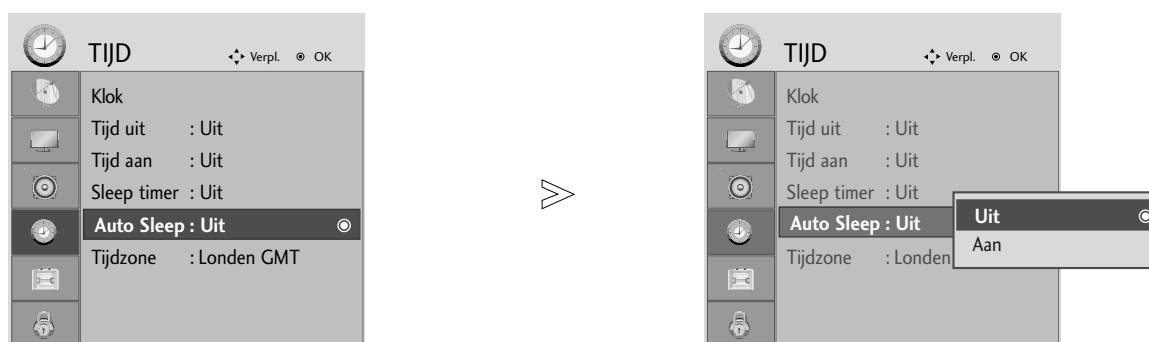 TIJD Verpl. OK
Klok
Tijd uit : Uit
Tijd aan : Uit
Sleep timer : Uit
Auto Sleep : Uit
Tijdzone : Londen GMT
TIJD Verpl. OK
Klok
Tijd uit : Uit
Tijd aan : Uit
Sleep timer : Uit
Auto Sleep : Uit
Tijdzone : Londen
Uit
Aan